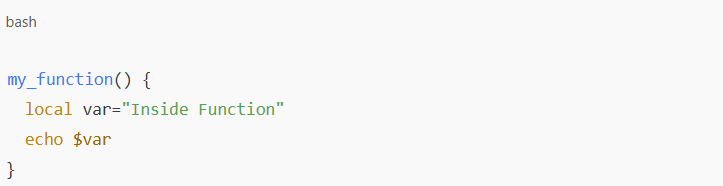 bash
my_function() {
  local var="Inside Function"
  echo $var
}